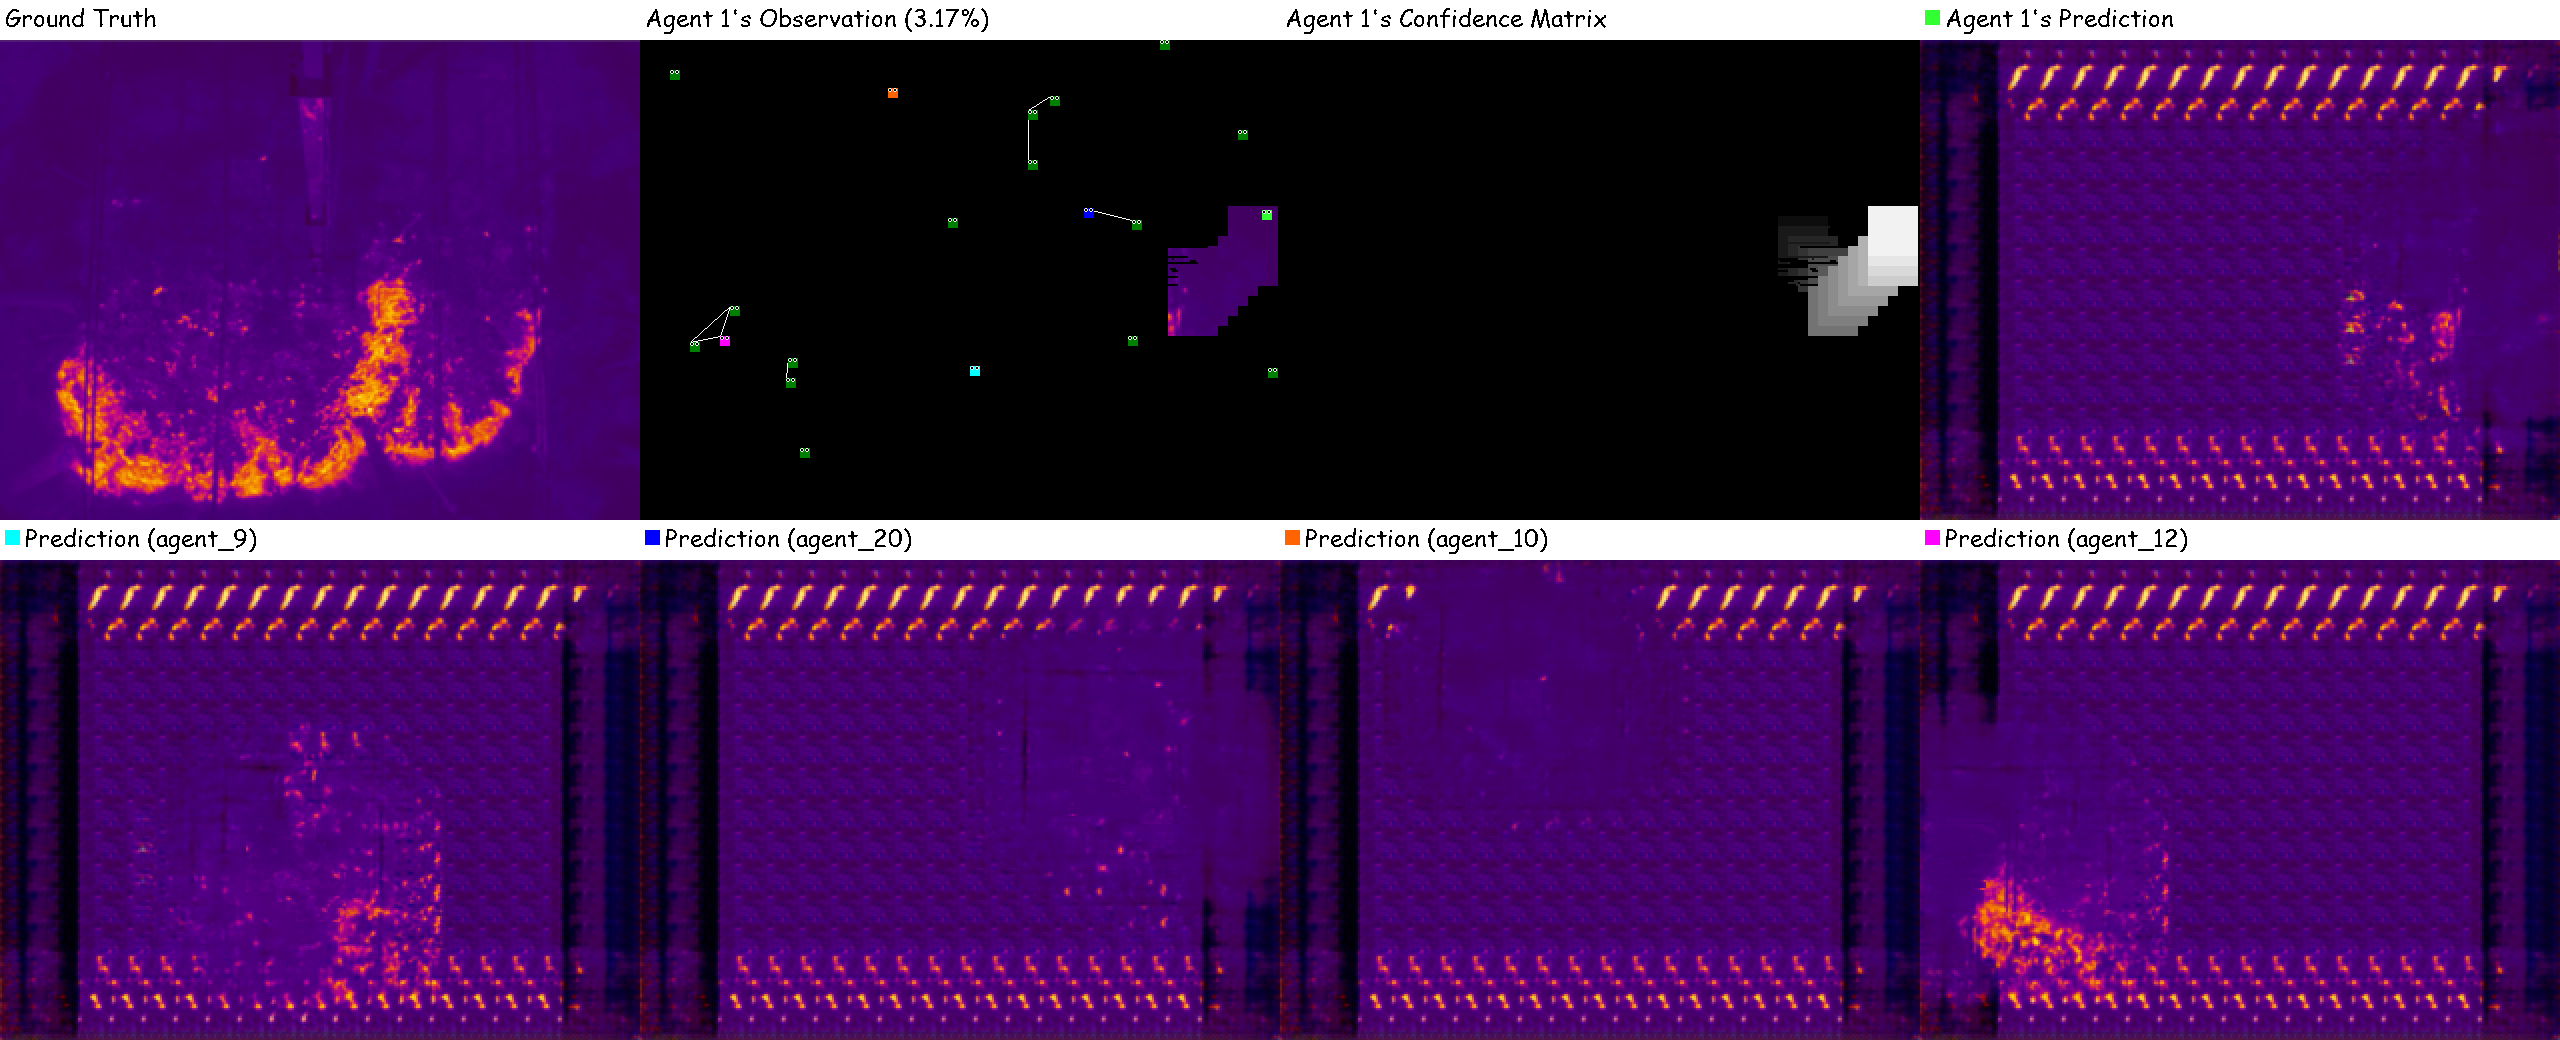 Ground Truth
Agent 1's Observation (3.17%)
Agent 1's Confidence Matrix
Agent 1's Prediction
Prediction (agent_9)
Prediction (agent_20)
Prediction (agent_10)
Prediction (agent_12)